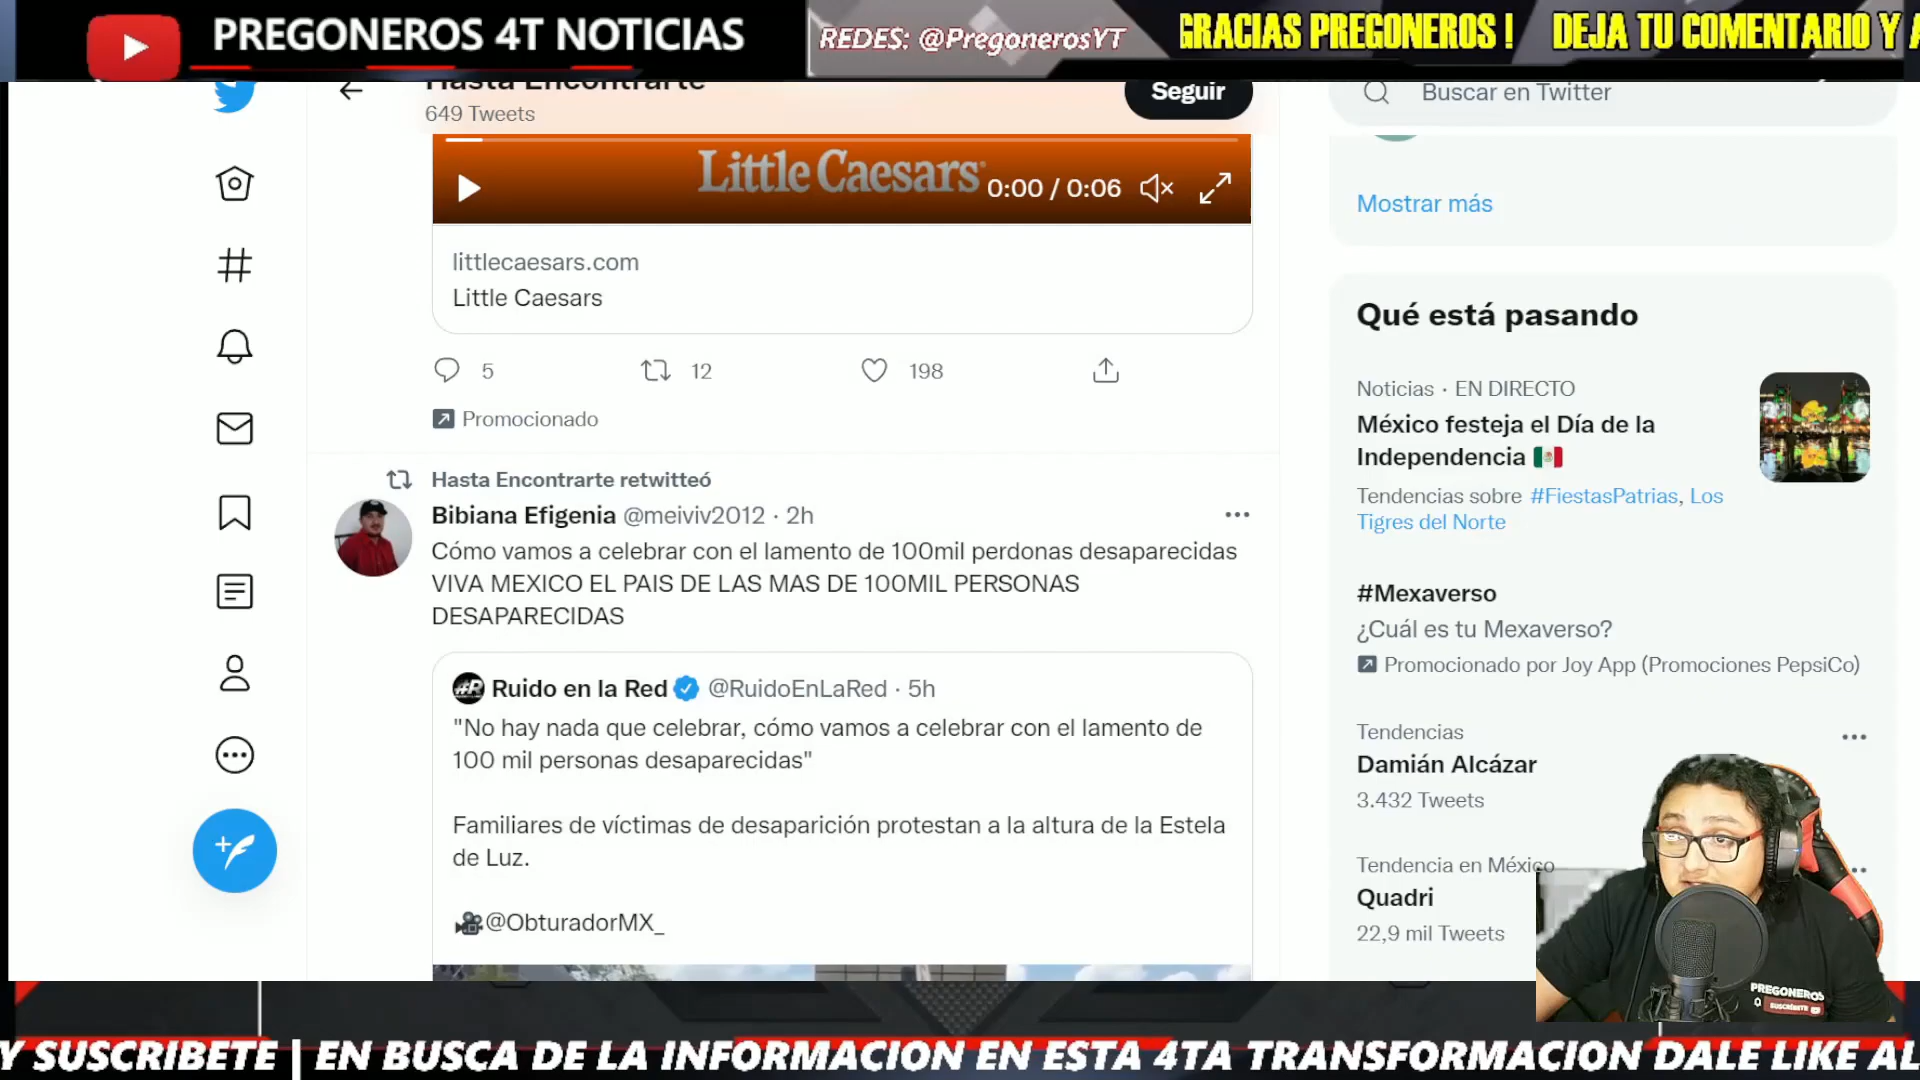 PREGONEROS 4T NOTICIAS
REDES: @PregonerosYT
GRACIAS PREGONEROS ! DEJA TU COMENTARIO Y A
Hasta Encontrarte
649 Tweets
Seguir
Buscar en Twitter
Little Caesars
0:00 / 0:06
littlecaesars.com
Little Caesars
5
12
198
Promocionado
Hasta Encontrarte retwitteó
Bibiana Efigenia @meiviv2012 · 2h
Cómo vamos a celebrar con el lamento de 100mil perdonas desaparecidas
VIVA MEXICO EL PAIS DE LAS MAS DE 100MIL PERSONAS
DESAPARECIDAS
#R
Ruido en la Red @RuidoEnLaRed · 5h
"No hay nada que celebrar, cómo vamos a celebrar con el lamento de
100 mil personas desaparecidas"
Familiares de víctimas de desaparición protestan a la altura de la Estela
de Luz.
@ObturadorMX_
Mostrar más
Qué está pasando
Noticias · EN DIRECTO
México festeja el Día de la
Independencia
Tendencias sobre #FiestasPatrias, Los
Tigres del Norte
#Mexaverso
¿Cuál es tu Mexaverso?
Promocionado por Joy App (Promociones PepsiCo)
Tendencias
Damián Alcázar
3.432 Tweets
Tendencia en México
Quadri
22,9 mil Tweets
PREGONEROS
SUSCRIBETE
Y SUSCRIBETE | EN BUSCA DE LA INFORMACION EN ESTA 4TA TRANSFORMACION DALE LIKE AL